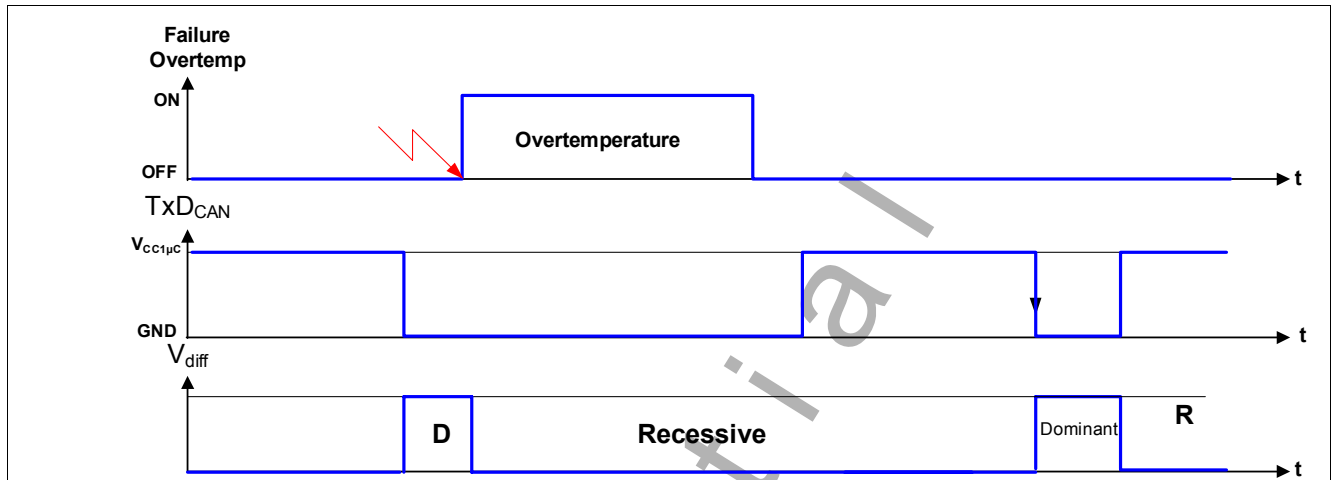 Failure
Overtemp
ON
Overtemperature
OFF
t
TxD_CAN
V_CC1µC
GND
t
V_diff
D
Recessive
Dominant
R
t
t i a l